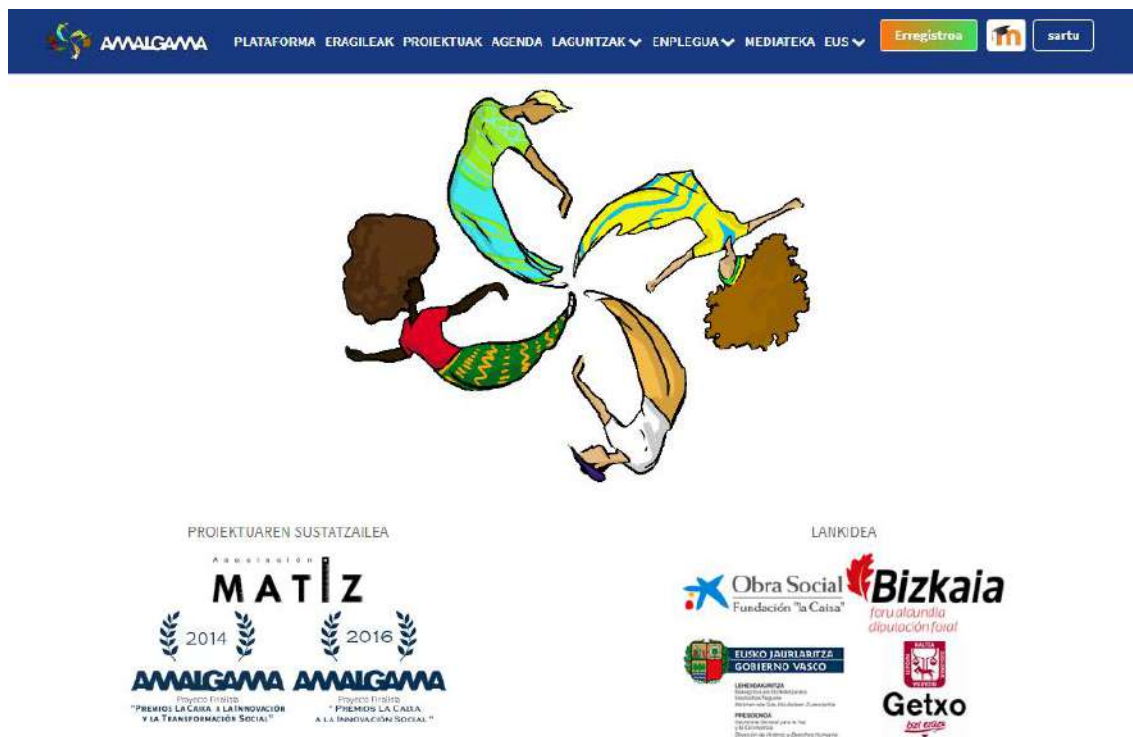 AMALGAMA PLATAFORMA ERAGILEAK PROIEKTUAK AGENDA LAGUNTZAK ENPLEGUA MEDIATEKA EUS Erregistroa sartu
PROIEKTUAREN SUSTATZAILEA
Asociación
MATIZ
2014
2016
AMALGAMA
AMALGAMA
Proyecto Finalista
"PREMIOS LA CAIXA A LA INNOVACIÓN
Y LA TRANSFORMACIÓN SOCIAL"
Proyecto Finalista
"PREMIOS LA CAIXA
A LA INNOVACIÓN SOCIAL"
LANKIDEA
Obra Social
Fundación "la Caixa"
Bizkaia
foru aldundia
diputación foral
EUSKO JAURLARITZA
GOBIERNO VASCO
LEHENDAKARITZA
PRESIDENCIA
Getxo